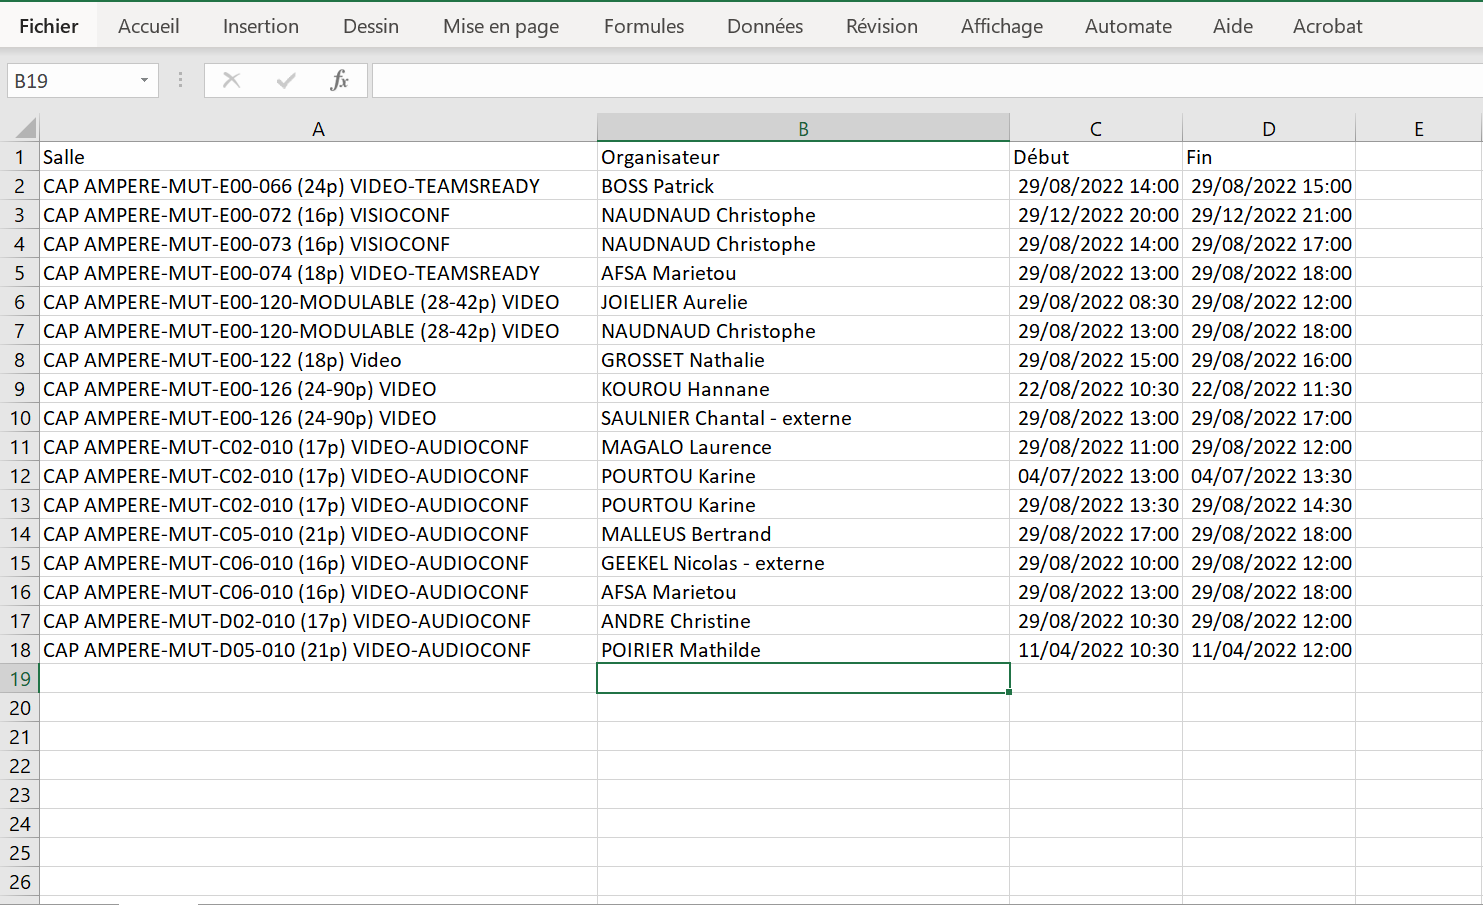 Fichier Accueil Insertion Dessin Mise en page Formules Données Révision Affichage Automate Aide Acrobat
B19 fx
A B C D E
1 Salle Organisateur Début Fin
2 CAP AMPERE-MUT-E00-066 (24p) VIDEO-TEAMSREADY BOSS Patrick 29/08/2022 14:00 29/08/2022 15:00
3 CAP AMPERE-MUT-E00-072 (16p) VISIOCONF NAUDNAUD Christophe 29/12/2022 20:00 29/12/2022 21:00
4 CAP AMPERE-MUT-E00-073 (16p) VISIOCONF NAUDNAUD Christophe 29/08/2022 14:00 29/08/2022 17:00
5 CAP AMPERE-MUT-E00-074 (18p) VIDEO-TEAMSREADY AFSA Marietou 29/08/2022 13:00 29/08/2022 18:00
6 CAP AMPERE-MUT-E00-120-MODULABLE (28-42p) VIDEO JOIELIER Aurelie 29/08/2022 08:30 29/08/2022 12:00
7 CAP AMPERE-MUT-E00-120-MODULABLE (28-42p) VIDEO NAUDNAUD Christophe 29/08/2022 13:00 29/08/2022 18:00
8 CAP AMPERE-MUT-E00-122 (18p) Video GROSSET Nathalie 29/08/2022 15:00 29/08/2022 16:00
9 CAP AMPERE-MUT-E00-126 (24-90p) VIDEO KOUROU Hannane 22/08/2022 10:30 22/08/2022 11:30
10 CAP AMPERE-MUT-E00-126 (24-90p) VIDEO SAULNIER Chantal - externe 29/08/2022 13:00 29/08/2022 17:00
11 CAP AMPERE-MUT-C02-010 (17p) VIDEO-AUDIOCONF MAGALO Laurence 29/08/2022 11:00 29/08/2022 12:00
12 CAP AMPERE-MUT-C02-010 (17p) VIDEO-AUDIOCONF POURTOU Karine 04/07/2022 13:00 04/07/2022 13:30
13 CAP AMPERE-MUT-C02-010 (17p) VIDEO-AUDIOCONF POURTOU Karine 29/08/2022 13:30 29/08/2022 14:30
14 CAP AMPERE-MUT-C05-010 (21p) VIDEO-AUDIOCONF MALLEUS Bertrand 29/08/2022 17:00 29/08/2022 18:00
15 CAP AMPERE-MUT-C06-010 (16p) VIDEO-AUDIOCONF GEEKEL Nicolas - externe 29/08/2022 10:00 29/08/2022 12:00
16 CAP AMPERE-MUT-C06-010 (16p) VIDEO-AUDIOCONF AFSA Marietou 29/08/2022 13:00 29/08/2022 18:00
17 CAP AMPERE-MUT-D02-010 (17p) VIDEO-AUDIOCONF ANDRE Christine 29/08/2022 10:30 29/08/2022 12:00
18 CAP AMPERE-MUT-D05-010 (21p) VIDEO-AUDIOCONF POIRIER Mathilde 11/04/2022 10:30 11/04/2022 12:00
19
20
21
22
23
24
25
26